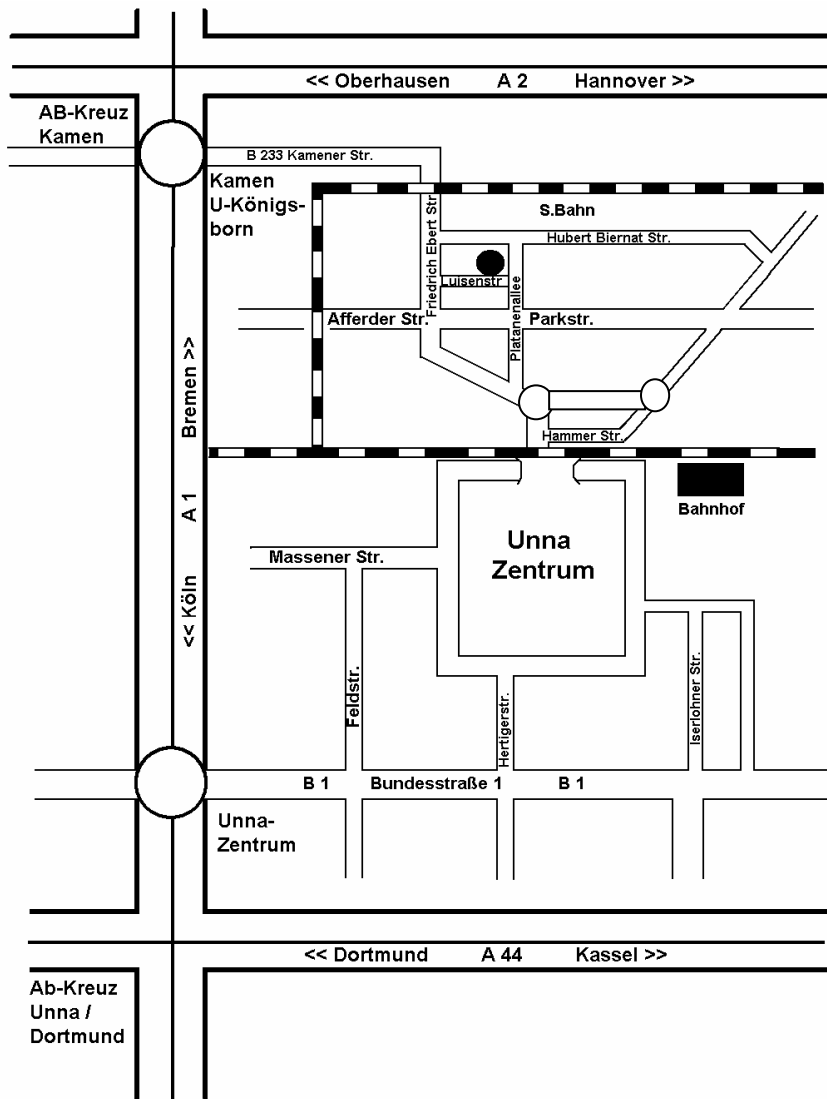 << Oberhausen A 2 Hannover >>
AB-Kreuz
Kamen
B 233 Kamener Str.
Kamen
U-Königs-
born
S.Bahn
Hubert Biernat Str.
Friedrich Ebert Str
Luisenstr
Platanenallee
Afferder Str.
Parkstr.
Hammer Str.
<< Köln A 1 Bremen >>
Bahnhof
Unna
Zentrum
Massener Str.
Feldstr.
Hertigerstr.
Iserlohner Str.
B 1 Bundesstraße 1 B 1
Unna-
Zentrum
<< Dortmund A 44 Kassel >>
Ab-Kreuz
Unna /
Dortmund